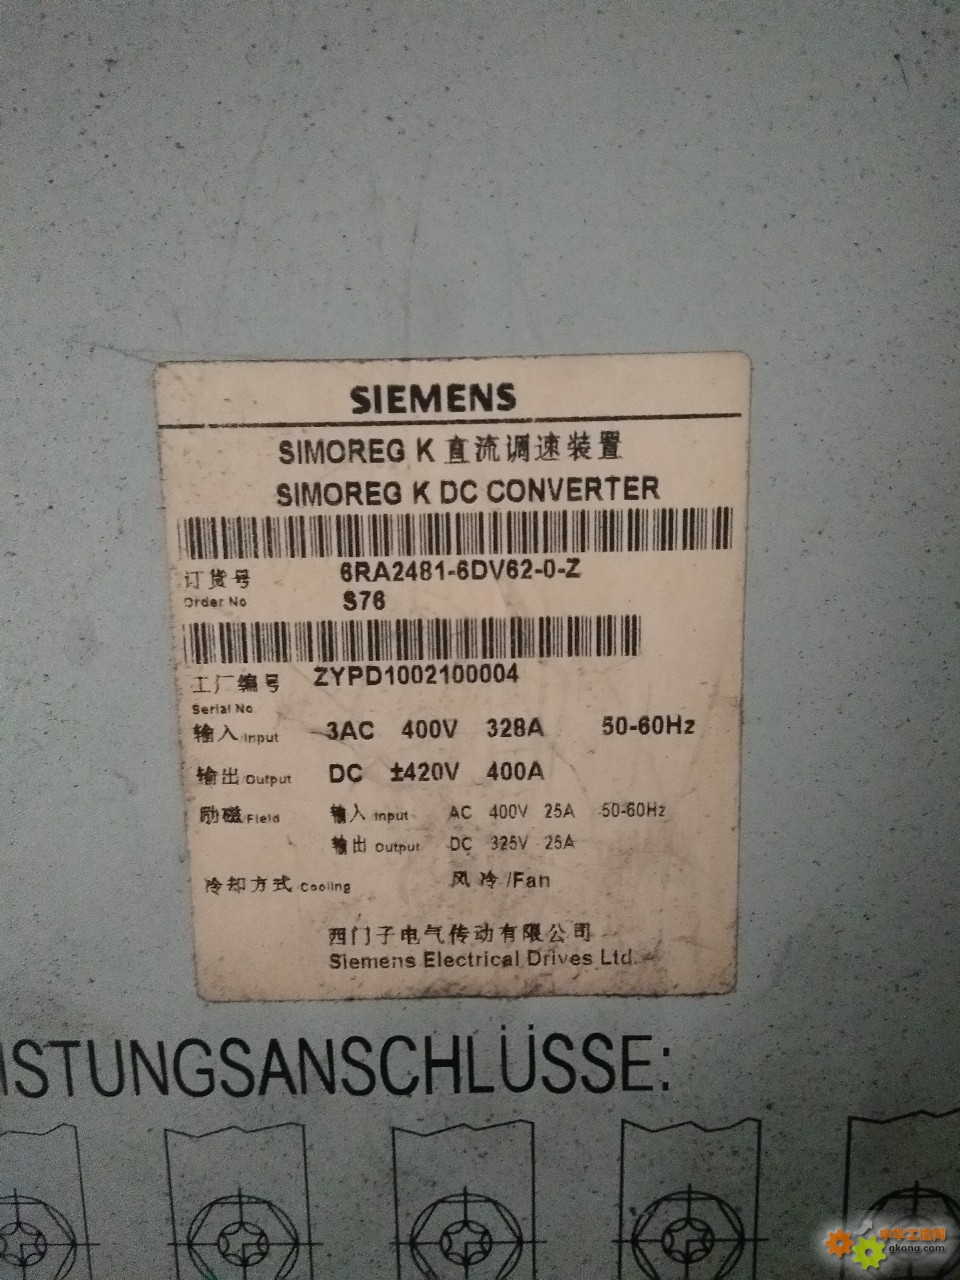 SIEMENS
SIMOREG K 直流调速装置
SIMOREG K DC CONVERTER
订货号 6RA2481-6DV62-0-Z
Order No S76
工厂编号 ZYPD1002100004
Serial No
输入/Input 3AC 400V 328A 50-60Hz
输出/Output DC ±420V 400A
励磁/Field 输入/Input AC 400V 25A 50-60Hz
输出/Output DC 325V 25A
冷却方式/Cooling 风冷/Fan
西门子电气传动有限公司
Siemens Electrical Drives Ltd.
ISTUNGSANSCHLÜSSE:
gkong.com